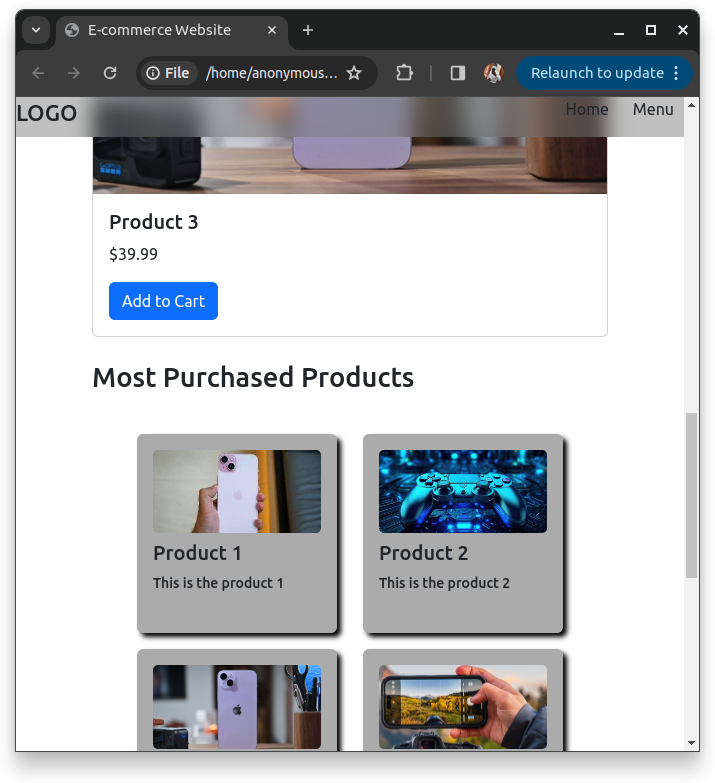 E-commerce Website
File
/home/anonymous...
Relaunch to update
LOGO
Home
Menu
Product 3
$39.99
Add to Cart
Most Purchased Products
Product 1
Product 2
This is the product 1
This is the product 2